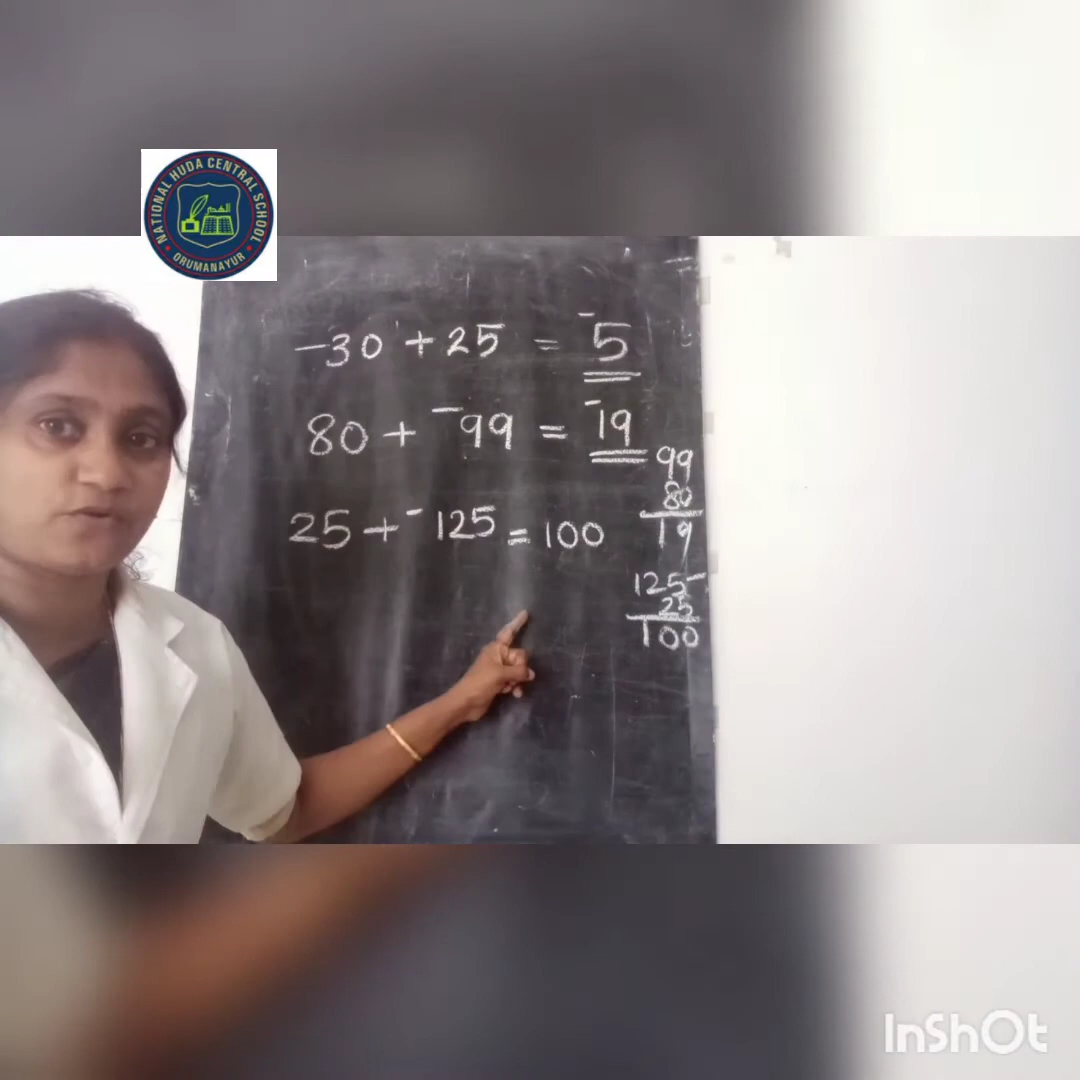 NATIONAL HUDA CENTRAL SCHOOL
الهدى
ORUMANAYUR
-30 + 25 = -5
80 + -99 = -19
99
80
19
25 + -125 = 100
125-
25
100
InShOt